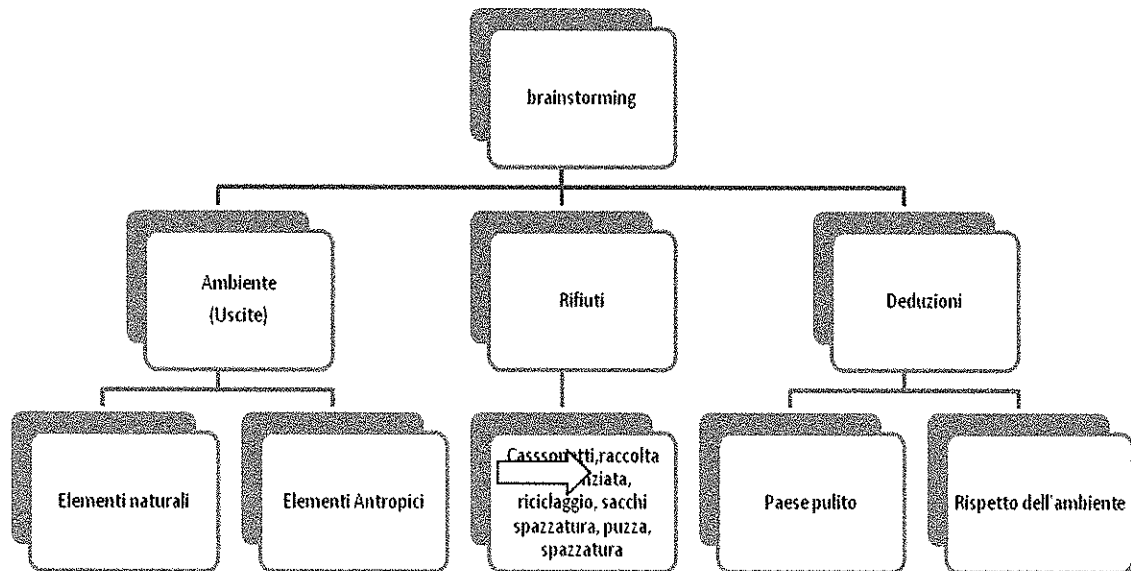 brainstorming
Ambiente
(Uscite)
Rifiuti
Deduzioni
Elementi naturali
Elementi Antropici
raccolta
riciclaggio, sacchi
spazzatura, puzza,
spazzatura
Paese pulito
Rispetto dell'ambiente